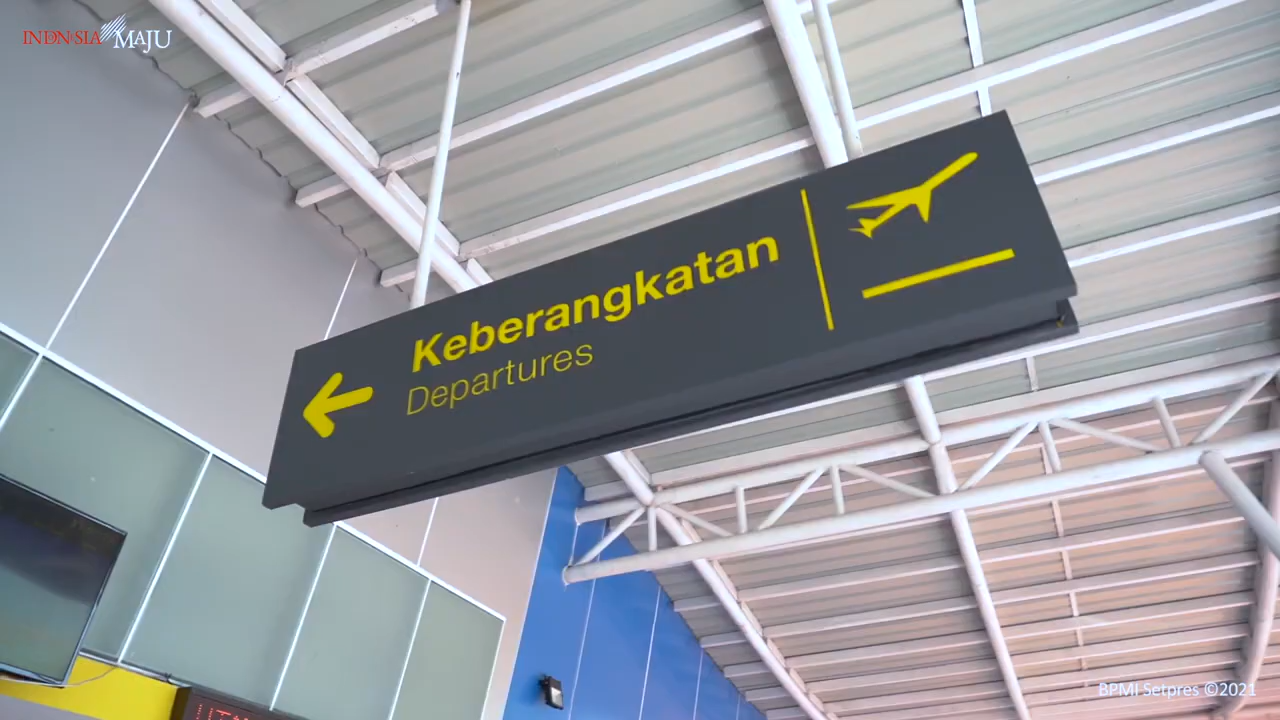 INDONESIA MAJU
Keberangkatan
Departures
BPMI Setpres ©2021